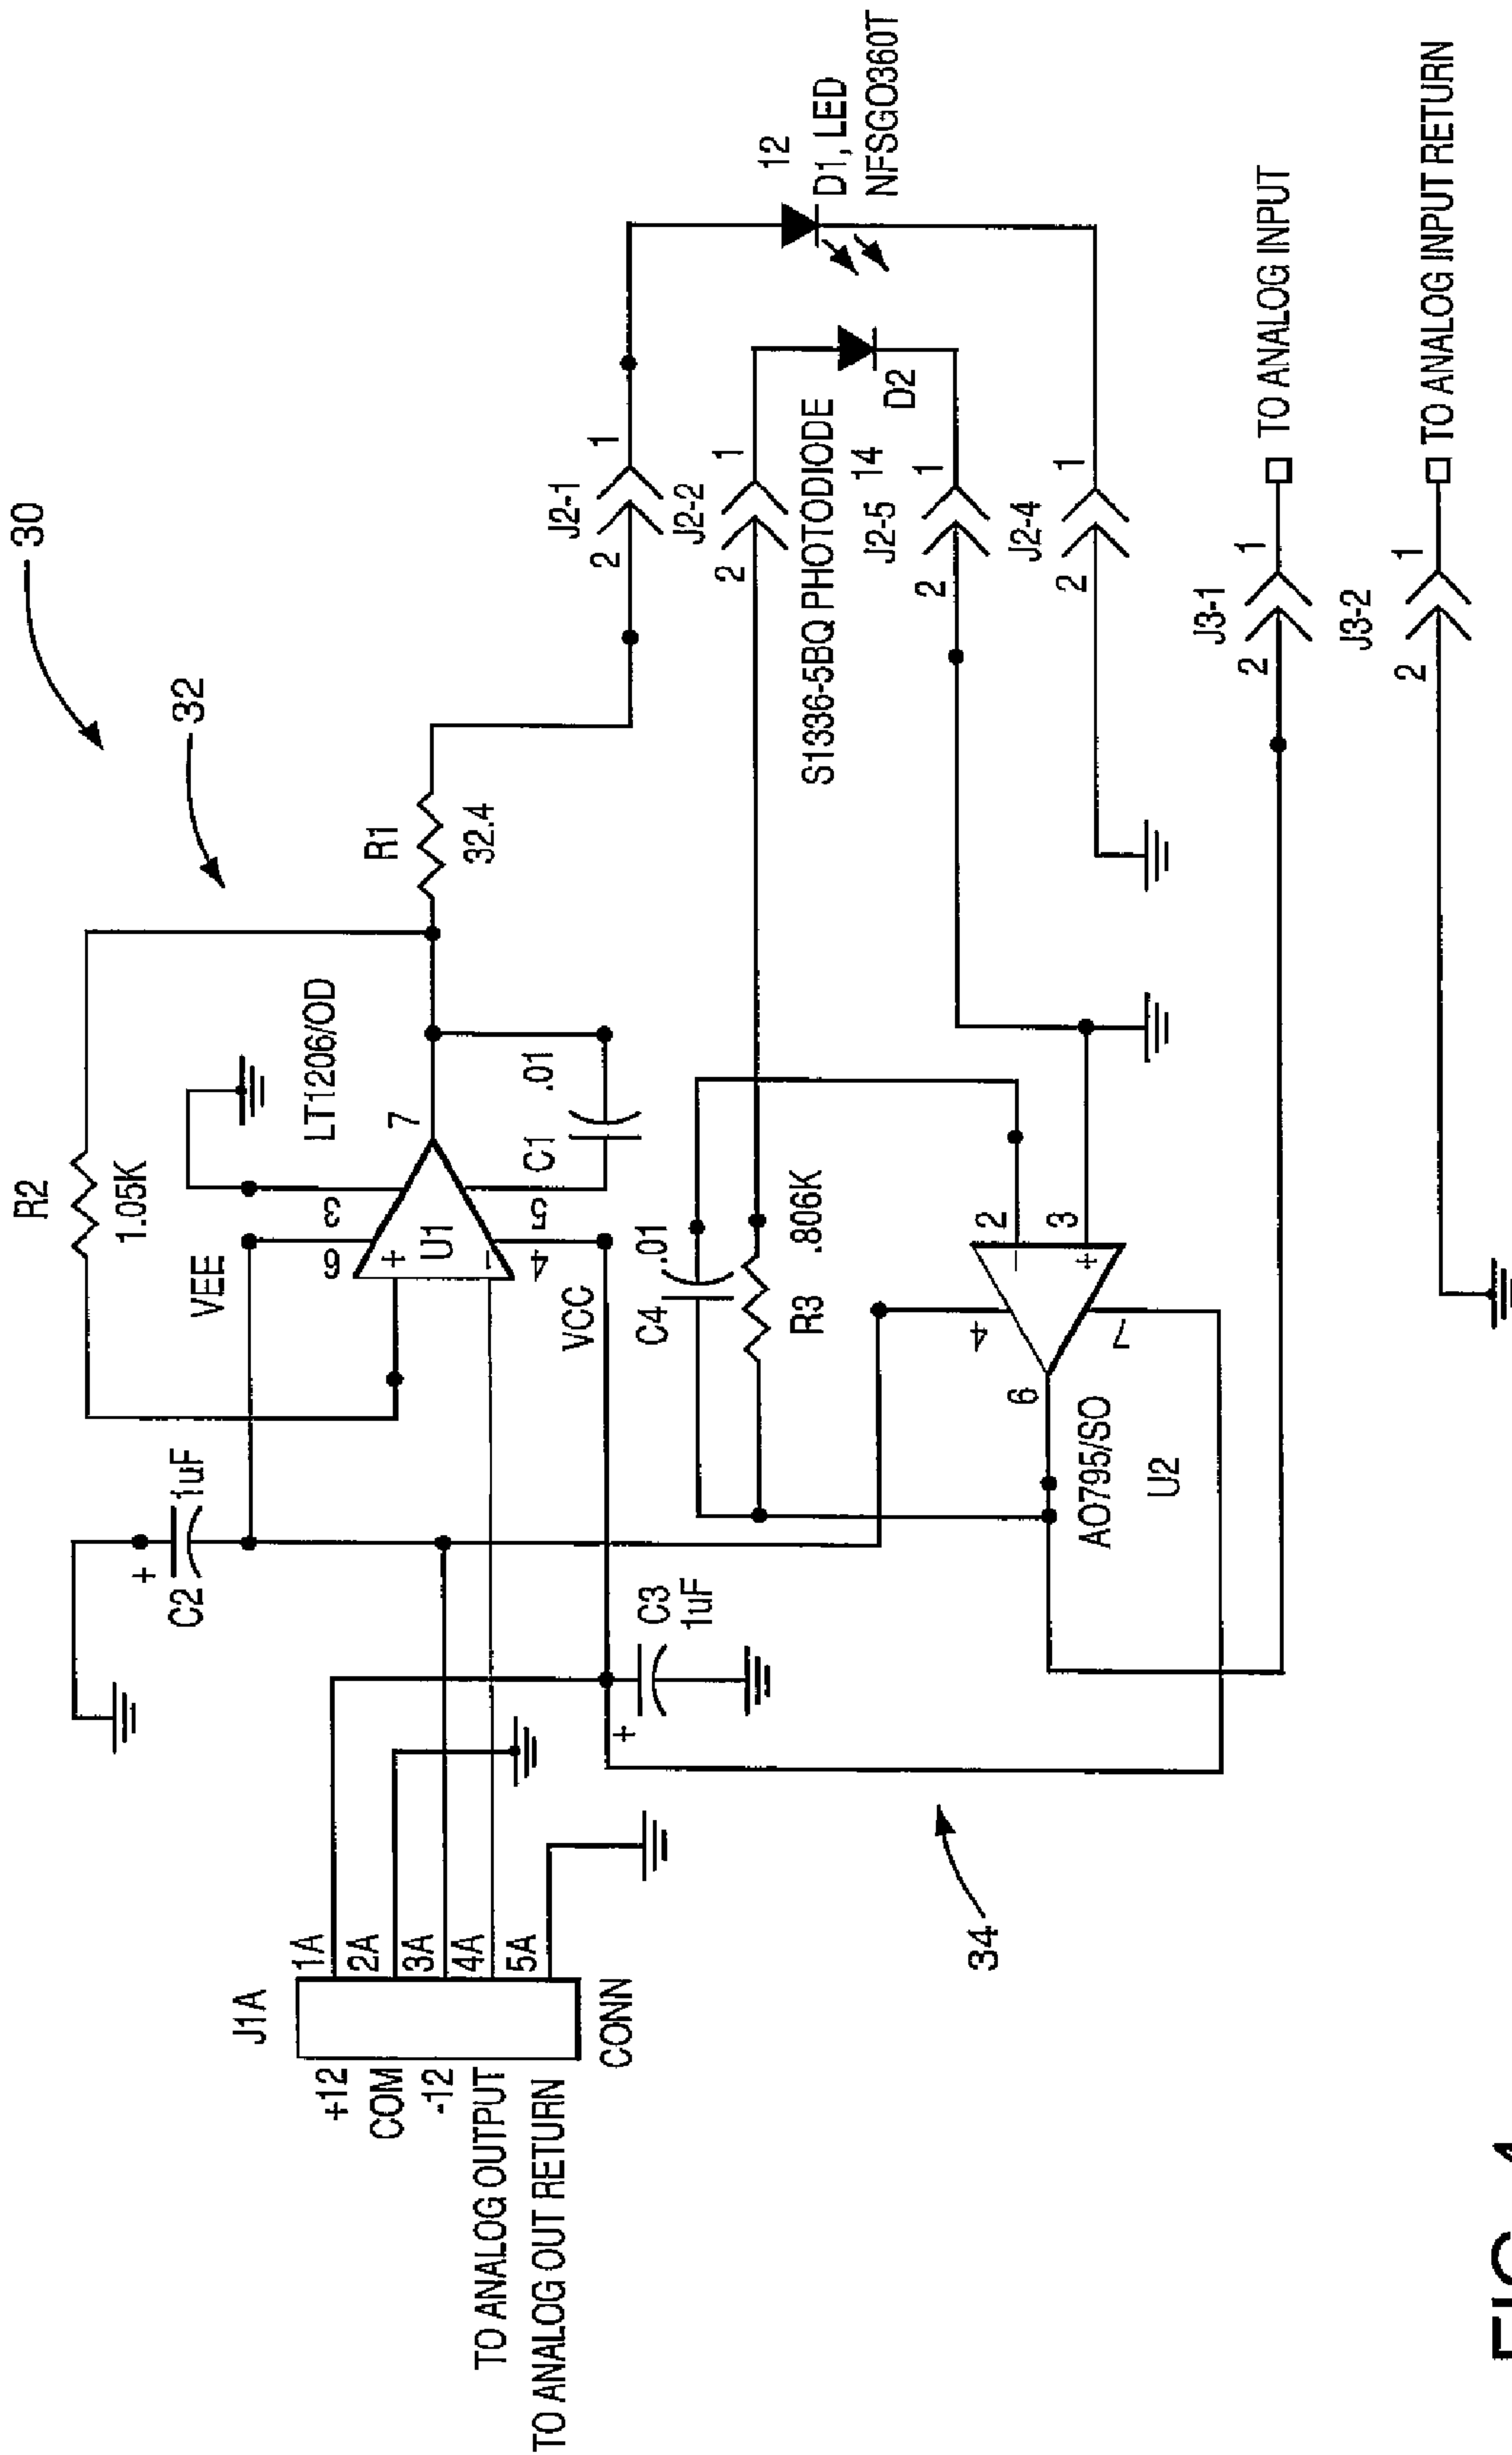 30
32
R2
1.05K
VEE
C2
1uF
+
LT1206/OD
3
6
+
U1
-
4
5
7
C1
.01
VCC
R1
32.4
J1A
+12
COM
-12
TO ANALOG OUTPUT
TO ANALOG OUT RETURN
1A
2A
3A
4A
5A
CONN
+
C3
1uF
C4
.01
R3
.806K
J2-1
2
1
J2-2
2
1
S1336-5BQ PHOTODIODE
14
D2
J2-5
2
1
J2-4
2
1
12
D1, LED
NFSGO360T
34
2
-
3
+
4
7
6
AO795/SO
U2
J3-1
2
1
TO ANALOG INPUT
J3-2
2
1
TO ANALOG INPUT RETURN